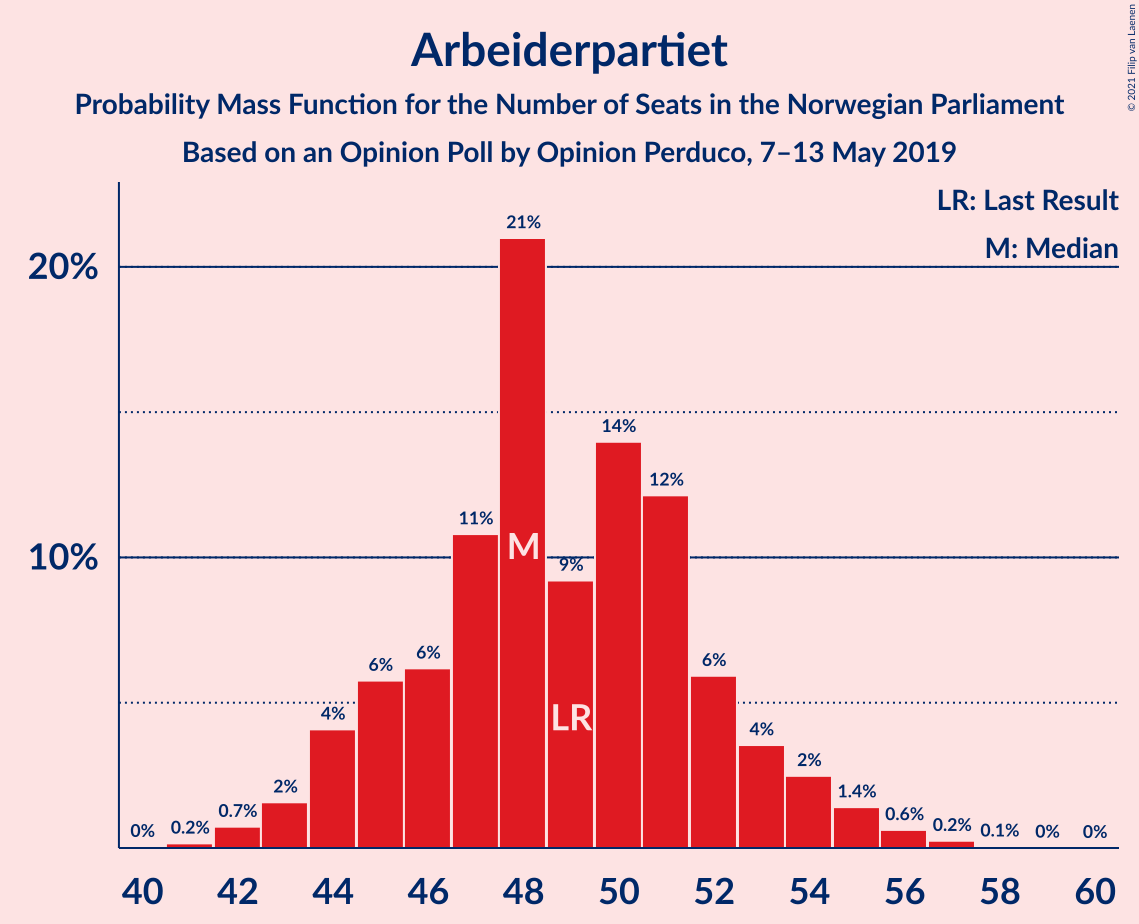 Arbeiderpartiet
Probability Mass Function for the Number of Seats in the Norwegian Parliament
Based on an Opinion Poll by Opinion Perduco, 7–13 May 2019
© 2021 Filip van Laenen
LR: Last Result
M: Median
20%
10%
0%
0.2%
0.7%
2%
4%
6%
6%
11%
21%
9%
14%
12%
6%
4%
2%
1.4%
0.6%
0.2%
0.1%
0%
0%
M
LR
40 42 44 46 48 50 52 54 56 58 60